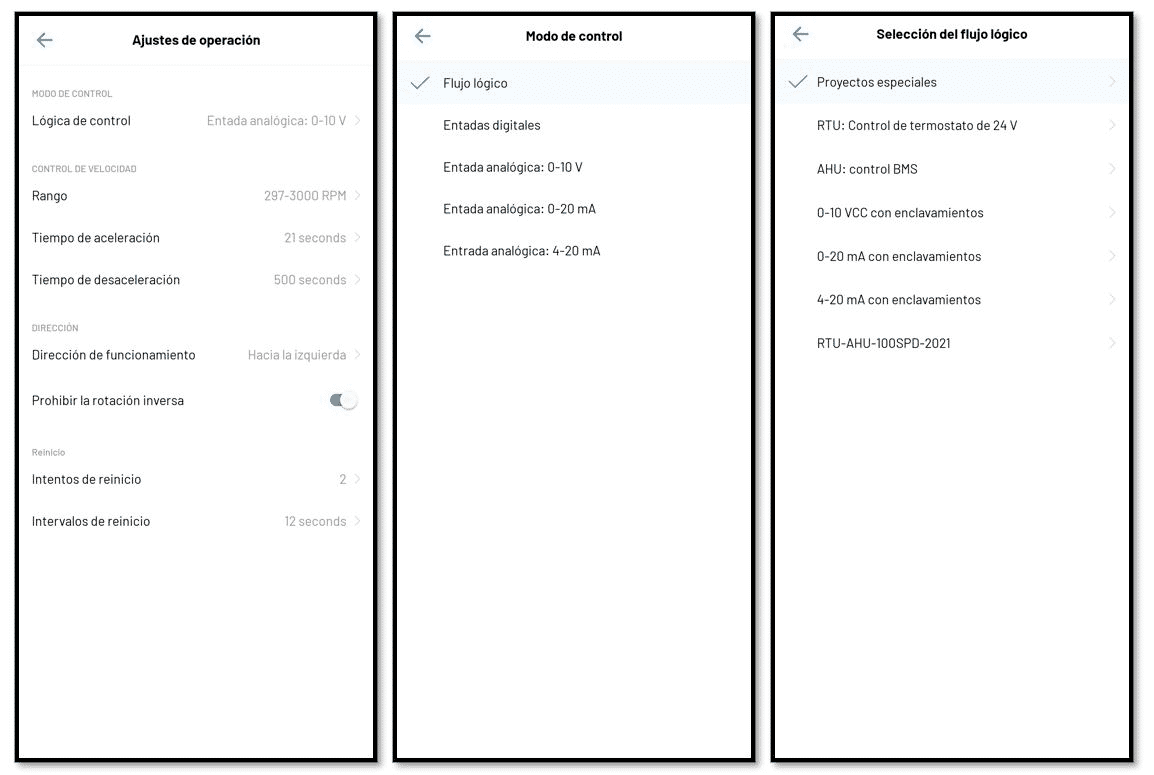 Ajustes de operación
MODO DE CONTROL
Lógica de control Entada analógica: 0-10 V
CONTROL DE VELOCIDAD
Rango 297-3000 RPM
Tiempo de aceleración 21 seconds
Tiempo de desaceleración 500 seconds
DIRECCIÓN
Dirección de funcionamiento Hacia la izquierda
Prohibir la rotación inversa
Reinicio
Intentos de reinicio 2
Intervalos de reinicio 12 seconds
Modo de control
Flujo lógico
Entadas digitales
Entada analógica: 0-10 V
Entada analógica: 0-20 mA
Entrada analógica: 4-20 mA
Selección del flujo lógico
Proyectos especiales
RTU: Control de termostato de 24 V
AHU: control BMS
0-10 VCC con enclavamientos
0-20 mA con enclavamientos
4-20 mA con enclavamientos
RTU-AHU-100SPD-2021